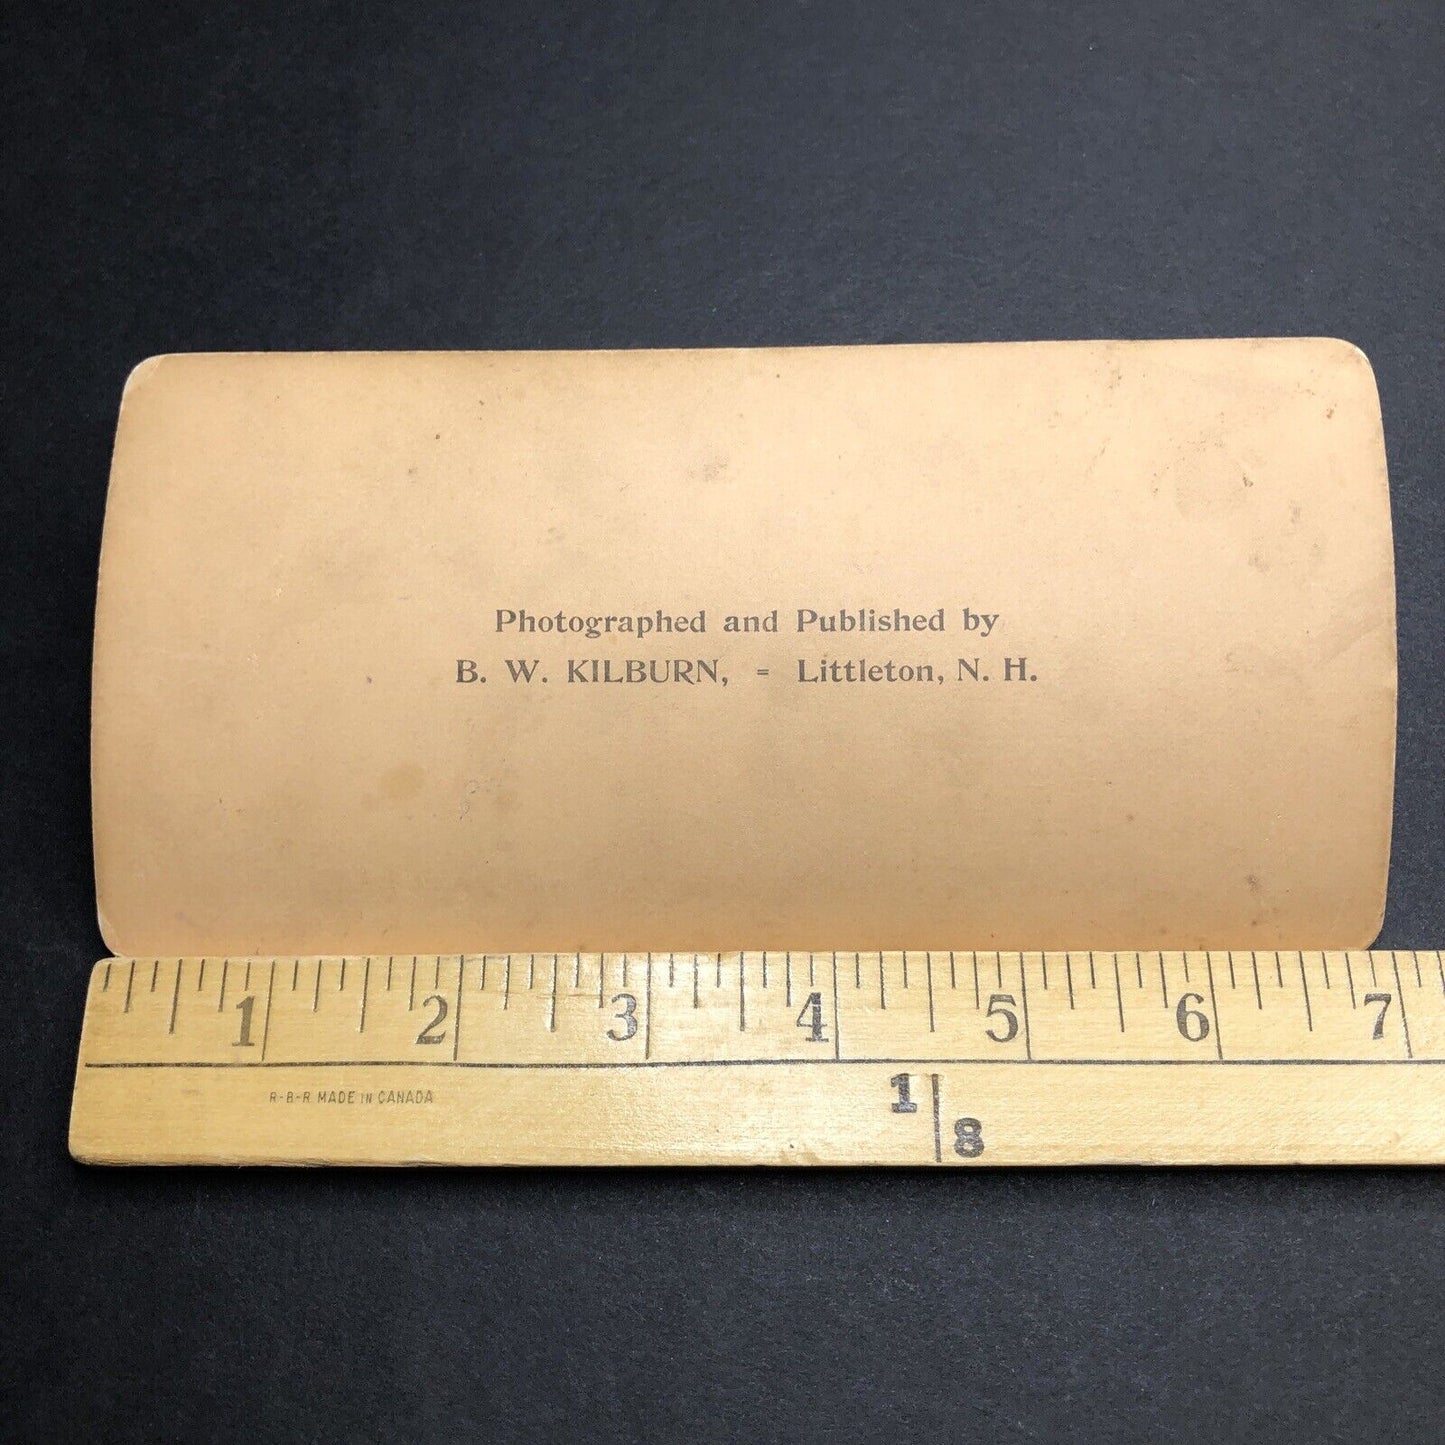 Photographed and Published by
B. W. KILBURN, = Littleton, N. H.
1 2 3 4 5 6 7
R-B-R MADE IN CANADA
1
8